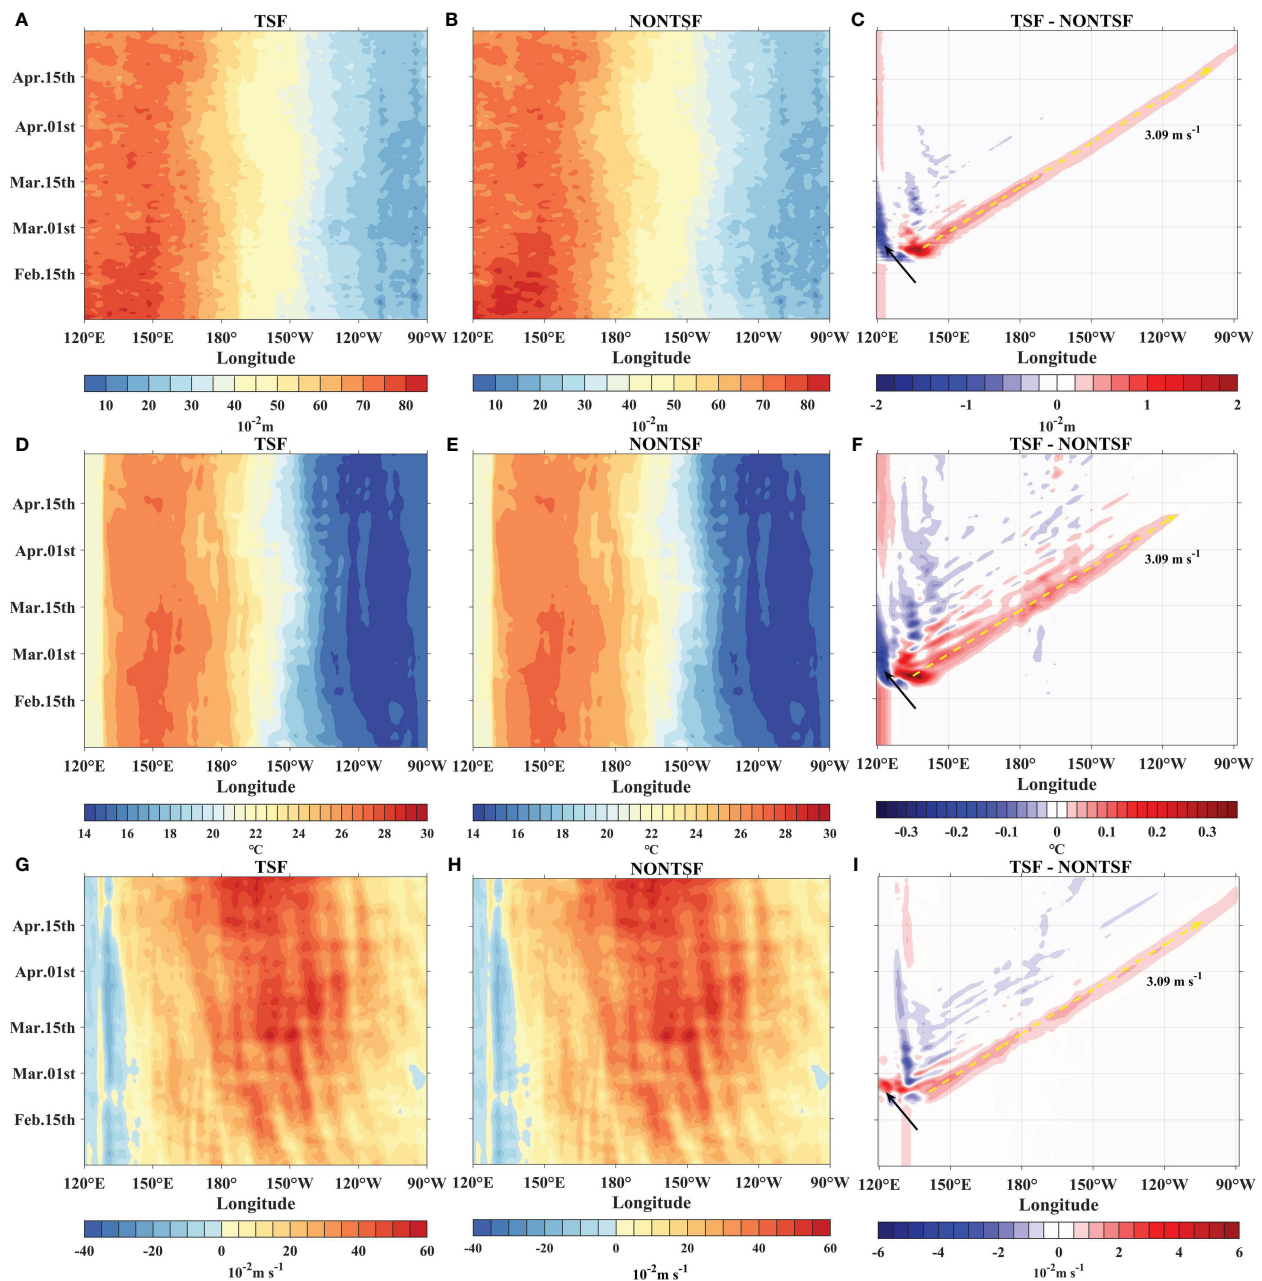 A TSF B NONTSF C TSF - NONTSF
Apr.15th
Apr.01st
Mar.15th
Mar.01st
Feb.15th
3.09 m s-1
120°E 150°E 180° 150°W 120°W 90°W 120°E 150°E 180° 150°W 120°W 90°W 120°E 150°E 180° 150°W 120°W 90°W
Longitude Longitude Longitude
10 20 30 40 50 60 70 80 10 20 30 40 50 60 70 80 -2 -1 0 1 2
10-2m 10-2m 10-2m
D TSF E NONTSF F TSF - NONTSF
Apr.15th
Apr.01st
Mar.15th
Mar.01st
Feb.15th
3.09 m s-1
120°E 150°E 180° 150°W 120°W 90°W 120°E 150°E 180° 150°W 120°W 90°W 120°E 150°E 180° 150°W 120°W 90°W
Longitude Longitude Longitude
14 16 18 20 22 24 26 28 30 14 16 18 20 22 24 26 28 30 -0.3 -0.2 -0.1 0 0.1 0.2 0.3
°C °C °C
G TSF H NONTSF I TSF - NONTSF
Apr.15th
Apr.01st
Mar.15th
Mar.01st
Feb.15th
3.09 m s-1
120°E 150°E 180° 150°W 120°W 90°W 120°E 150°E 180° 150°W 120°W 90°W 120°E 150°E 180° 150°W 120°W 90°W
Longitude Longitude Longitude
-40 -20 0 20 40 60 -40 -20 0 20 40 60 -6 -4 -2 0 2 4 6
10-2m s-1 10-2m s-1 10-2m s-1